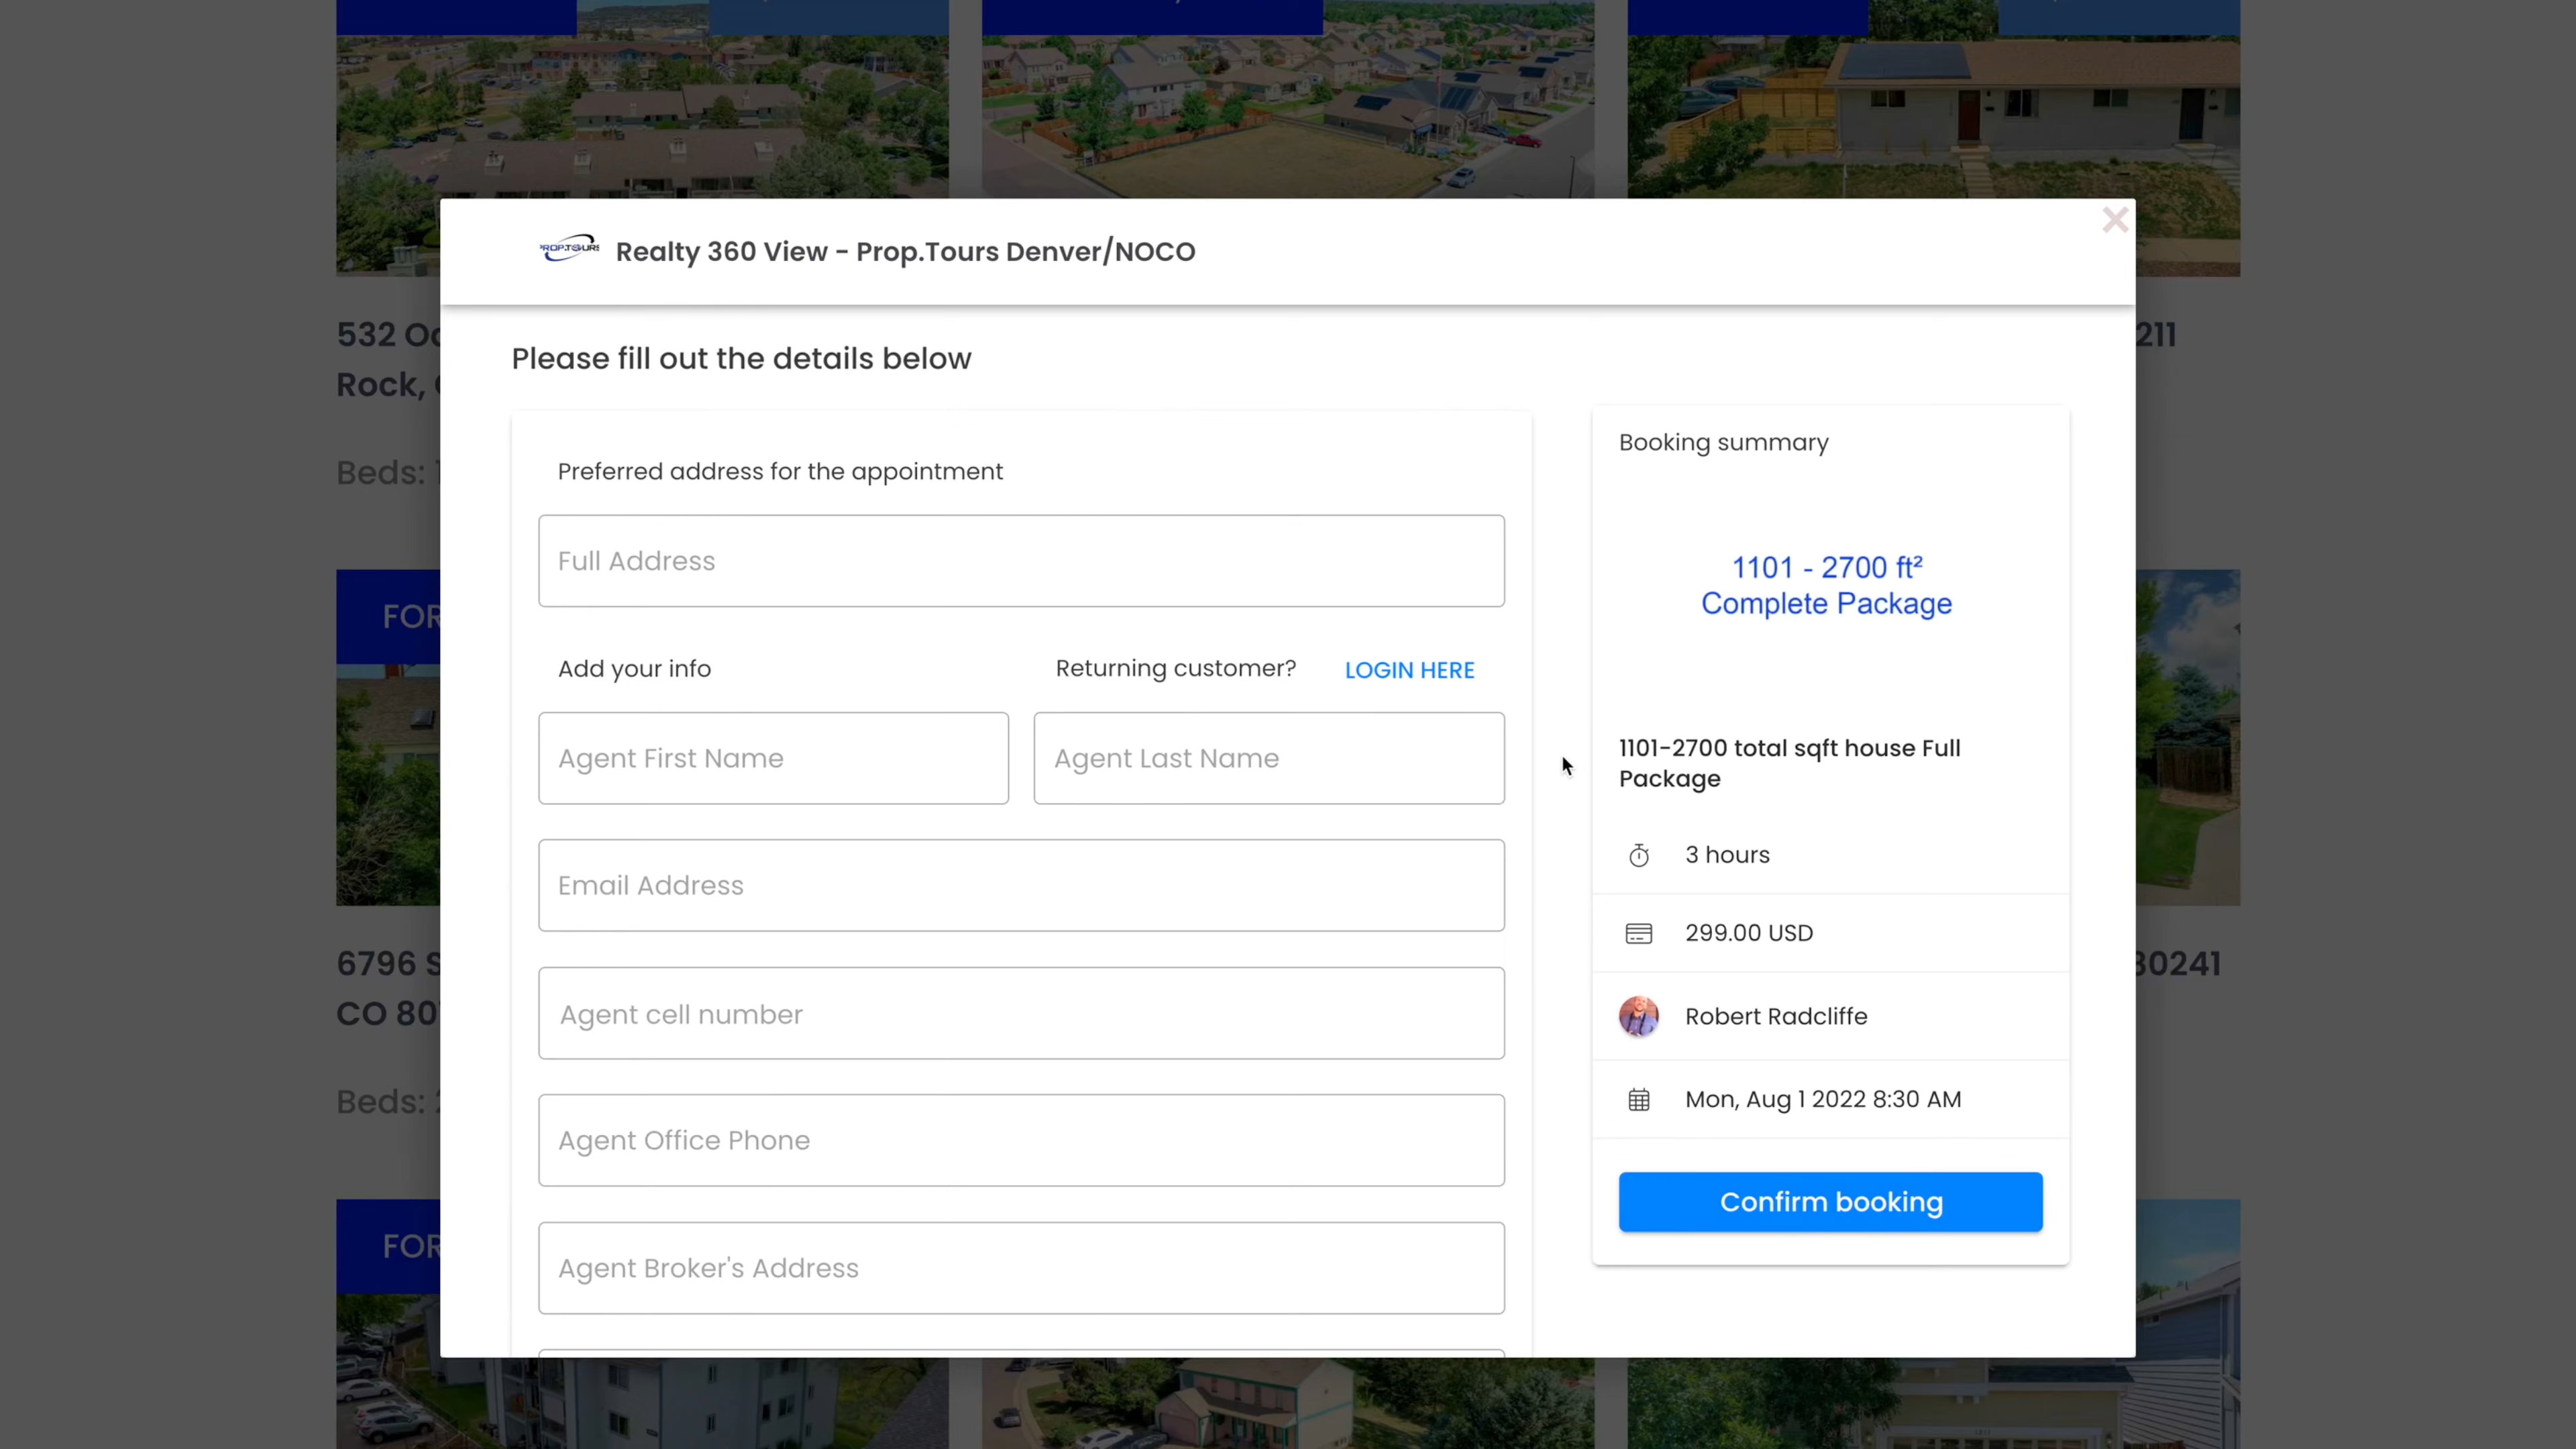 Realty 360 View - Prop.Tours Denver/NOCO
Please fill out the details below
Preferred address for the appointment
Full Address
Add your info
Returning customer?
LOGIN HERE
Agent First Name
Agent Last Name
Email Address
Agent cell number
Agent Office Phone
Agent Broker's Address
Booking summary
1101 - 2700 ft²
Complete Package
1101-2700 total sqft house Full
Package
3 hours
299.00 USD
Robert Radcliffe
Mon, Aug 1 2022 8:30 AM
Confirm booking
532
Rock,
Beds:
211
FOR
6796
CO
Beds:
FOR